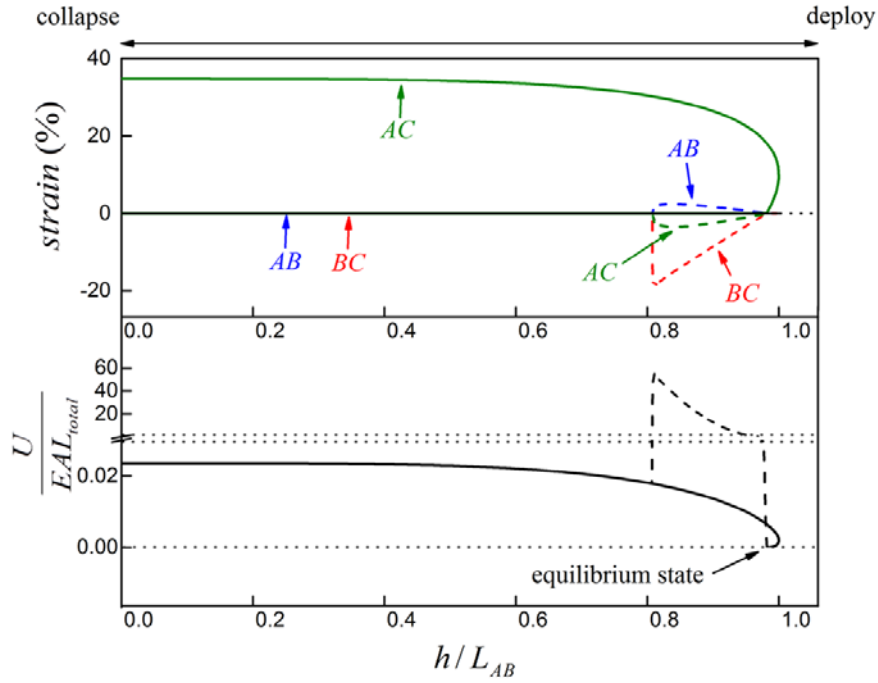 collapse
deploy
strain (%)
40
20
0
-20
AC
AB
AB
BC
AC
BC
0.0 0.2 0.4 0.6 0.8 1.0
U
EAL_total
60
40
20
0.02
0.00
equilibrium state
0.0 0.2 0.4 0.6 0.8 1.0
h / L_AB